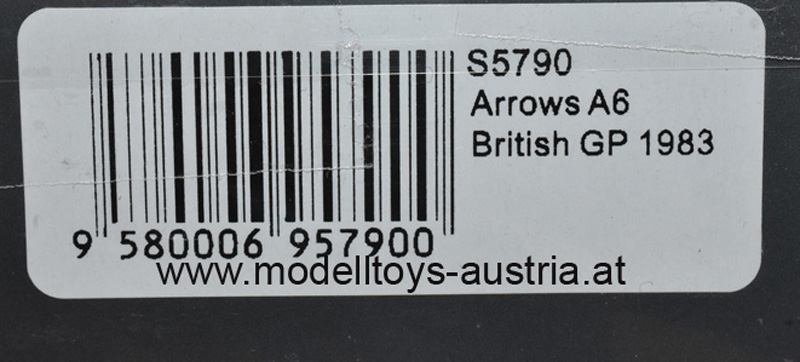 S5790
Arrows A6
British GP 1983
9 580006 957900
www.modelltoys-austria.at